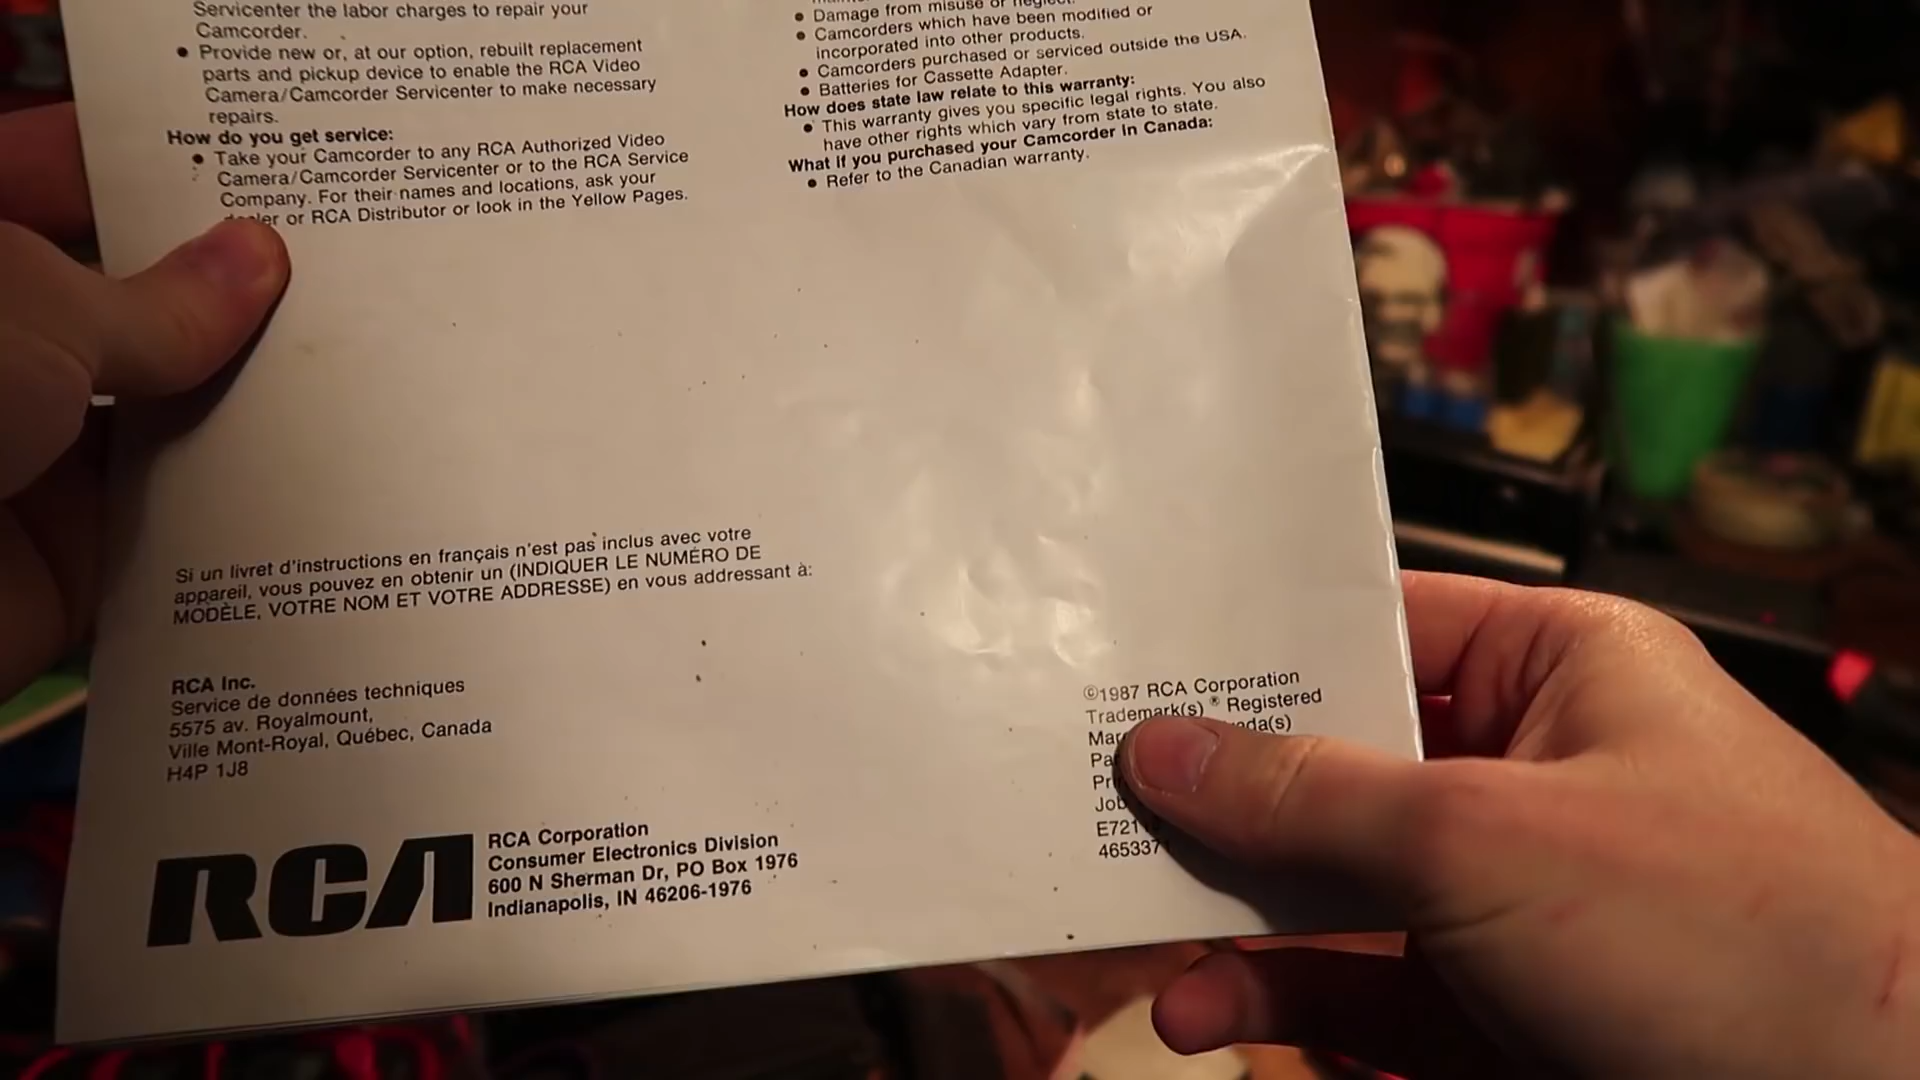 Servicenter the labor charges to repair your
Camcorder.
● Provide new or, at our option, rebuilt replacement
parts and pickup device to enable the RCA Video
Camera/Camcorder Servicenter to make necessary
repairs.
How do you get service:
● Take your Camcorder to any RCA Authorized Video
Camera/Camcorder Servicenter or to the RCA Service
Company. For their names and locations, ask your
or RCA Distributor or look in the Yellow Pages.
● Damage from misuse or neglect.
● Camcorders which have been modified or
incorporated into other products.
● Camcorders purchased or serviced outside the USA.
● Batteries for Cassette Adapter.
How does state law relate to this warranty:
● This warranty gives you specific legal rights. You also
have other rights which vary from state to state.
What if you purchased your Camcorder in Canada:
● Refer to the Canadian warranty.
Si un livret d'instructions en français n'est pas inclus avec votre
appareil, vous pouvez en obtenir un (INDIQUER LE NUMÉRO DE
MODÈLE, VOTRE NOM ET VOTRE ADDRESSE) en vous addressant à:
RCA Inc.
Service de données techniques
5575 av. Royalmount,
Ville Mont-Royal, Québec, Canada
H4P 1J8
RCA
RCA Corporation
Consumer Electronics Division
600 N Sherman Dr, PO Box 1976
Indianapolis, IN 46206-1976
©1987 RCA Corporation
Trademark(s) ® Registered
Job